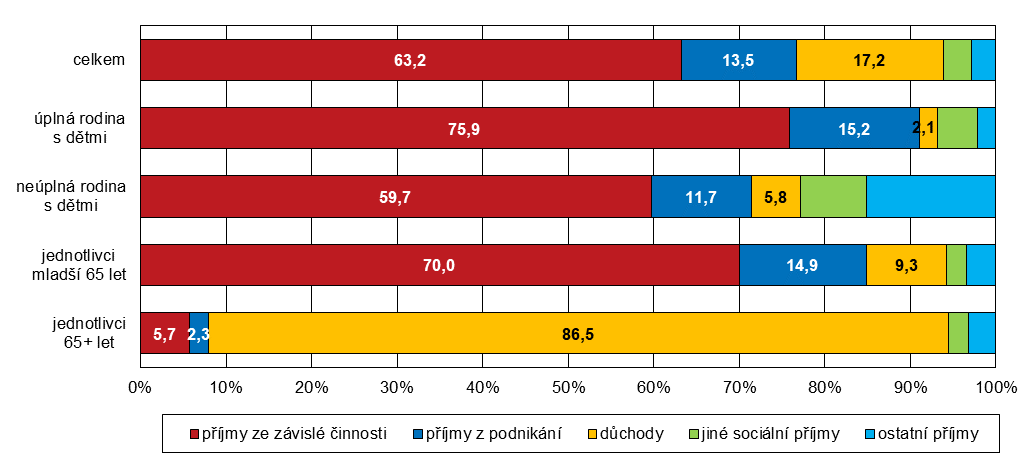 celkem
63,2 13,5 17,2
úplná rodina
s dětmi
75,9 15,2 2,1
neúplná rodina
s dětmi
59,7 11,7 5,8
jednotlivci
mladší 65 let
70,0 14,9 9,3
jednotlivci
65+ let
5,7 2,3 86,5
0% 10% 20% 30% 40% 50% 60% 70% 80% 90% 100%
příjmy ze závislé činnosti příjmy z podnikání důchody jiné sociální příjmy ostatní příjmy